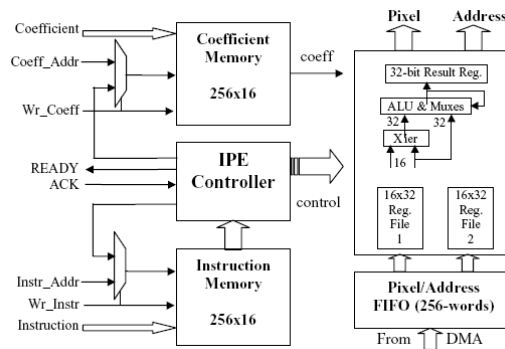 Pixel
Address
Coefficient
Coeff_Addr
Wr_Coeff
Coefficient
Memory
256x16
coeff
32-bit Result Reg.
ALU & Muxes
32
32
X'ier
16
READY
ACK
IPE
Controller
control
16x32
Reg.
File
1
16x32
Reg.
File
2
Instr_Addr
Wr_Instr
Instruction
Instruction
Memory
256x16
Pixel/Address
FIFO (256-words)
From
DMA